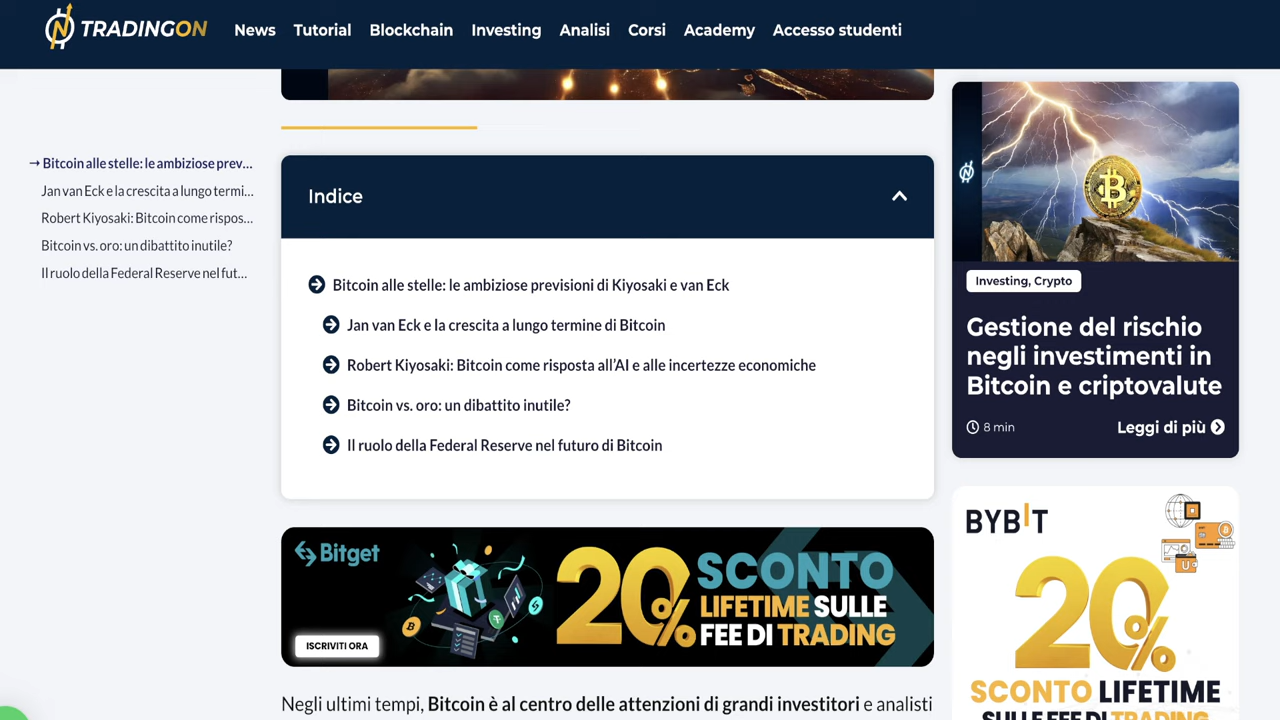 TRADINGON
News Tutorial Blockchain Investing Analisi Corsi Academy Accesso studenti
→ Bitcoin alle stelle: le ambiziose prev...
Jan van Eck e la crescita a lungo termi...
Robert Kiyosaki: Bitcoin come rispos...
Bitcoin vs. oro: un dibattito inutile?
Il ruolo della Federal Reserve nel fut...
Indice
Bitcoin alle stelle: le ambiziose previsioni di Kiyosaki e van Eck
Jan van Eck e la crescita a lungo termine di Bitcoin
Robert Kiyosaki: Bitcoin come risposta all'AI e alle incertezze economiche
Bitcoin vs. oro: un dibattito inutile?
Il ruolo della Federal Reserve nel futuro di Bitcoin
Bitget
ISCRIVITI ORA
20% SCONTO
LIFETIME SULLE
FEE DI TRADING
Negli ultimi tempi, Bitcoin è al centro delle attenzioni di grandi investitori e analisti
Investing, Crypto
Gestione del rischio
negli investimenti in
Bitcoin e criptovalute
8 min
Leggi di più
BYBIT
20%
SCONTO LIFETIME
SULLE FEE DI TRADING